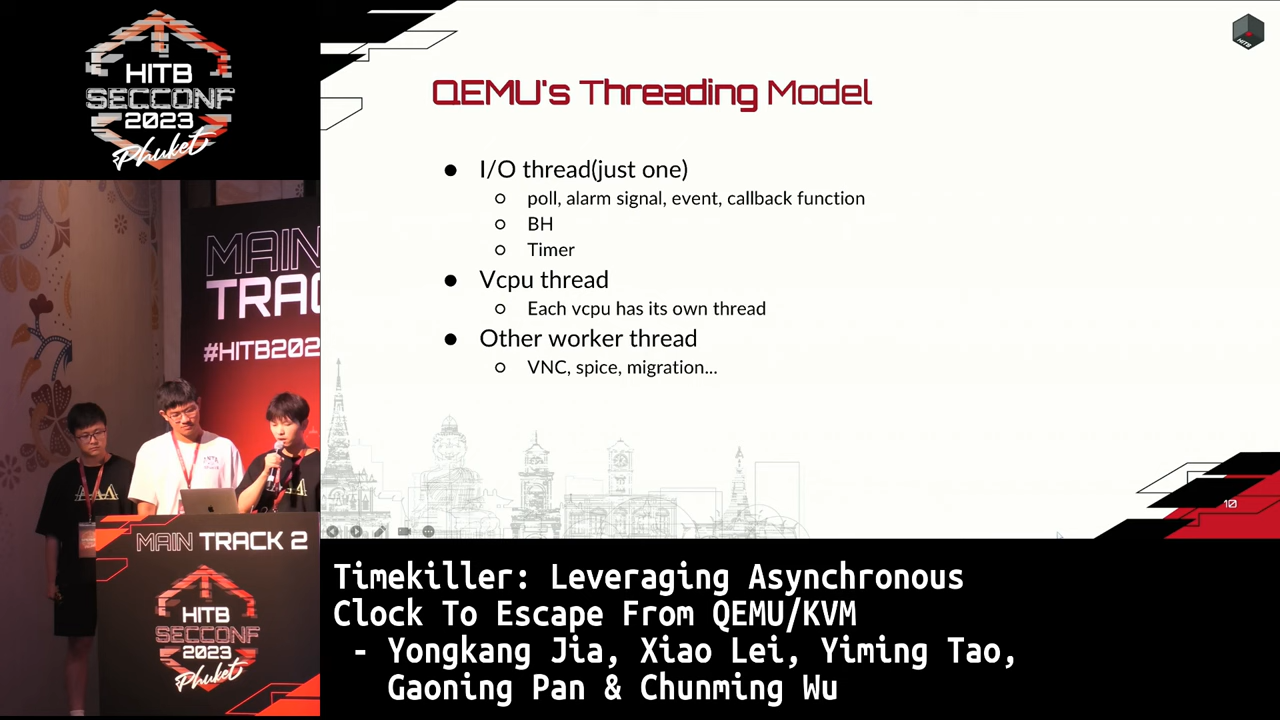 HITB
SECCONF
2023
Phuket
MAIN
TRAC
#HITB202
AAA
MAIN TRACK 2
HITB
SECCONF
2023
Phuket
HITB
QEMU's Threading Model
● I/O thread(just one)
○ poll, alarm signal, event, callback function
○ BH
○ Timer
● Vcpu thread
○ Each vcpu has its own thread
● Other worker thread
○ VNC, spice, migration...
10
Timekiller: Leveraging Asynchronous
Clock To Escape From QEMU/KVM
- Yongkang Jia, Xiao Lei, Yiming Tao,
Gaoning Pan & Chunming Wu